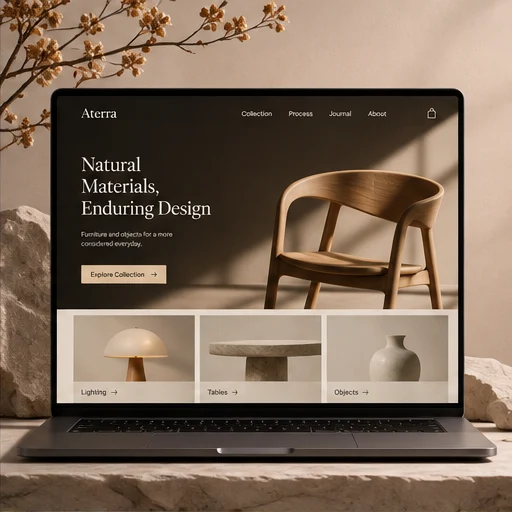 Aterra
Collection Process Journal About
Natural
Materials,
Enduring Design
Furniture and objects for a more
considered everyday.
Explore Collection →
Lighting →
Tables →
Objects →